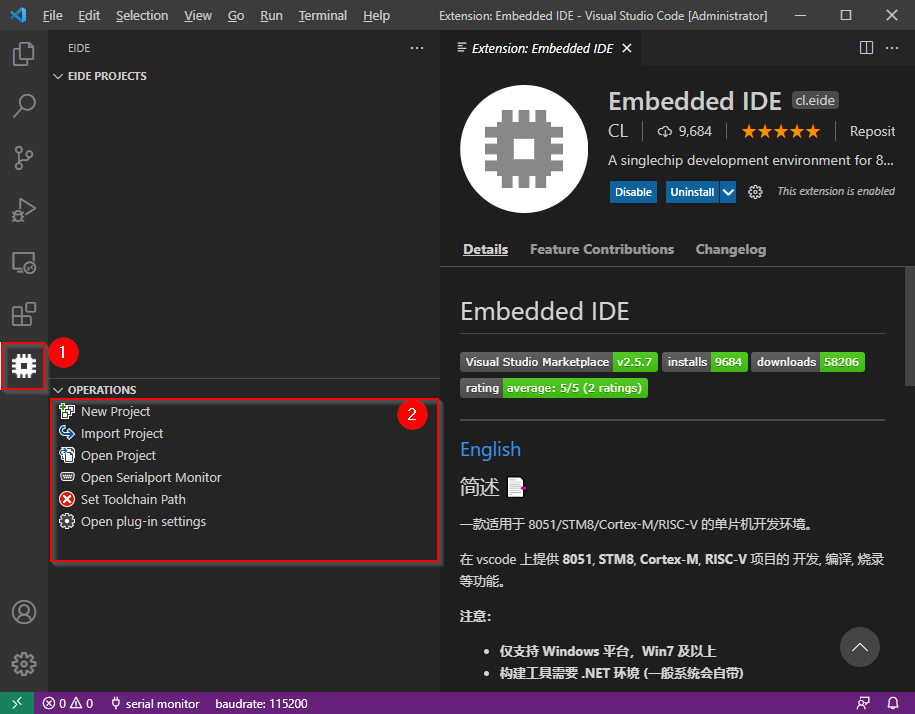 File Edit Selection View Go Run Terminal Help Extension: Embedded IDE - Visual Studio Code [Administrator]
EIDE
EIDE PROJECTS
1
OPERATIONS
2
New Project
Import Project
Open Project
Open Serialport Monitor
Set Toolchain Path
Open plug-in settings
Extension: Embedded IDE
Embedded IDE cl.eide
CL 9,684 Reposit
A singlechip development environment for 8...
Disable Uninstall This extension is enabled
Details Feature Contributions Changelog
Embedded IDE
Visual Studio Marketplace v2.5.7 installs 9684 downloads 58206
rating average: 5/5 (2 ratings)
English
简述
一款适用于 8051/STM8/Cortex-M/RISC-V 的单片机开发环境。
在 vscode 上提供 8051, STM8, Cortex-M, RISC-V 项目的 开发, 编译, 烧录
等功能。
注意:
仅支持 Windows 平台，Win7 及以上
构建工具需要 .NET 环境 (一般系统会自带)
0 0 serial monitor baudrate: 115200